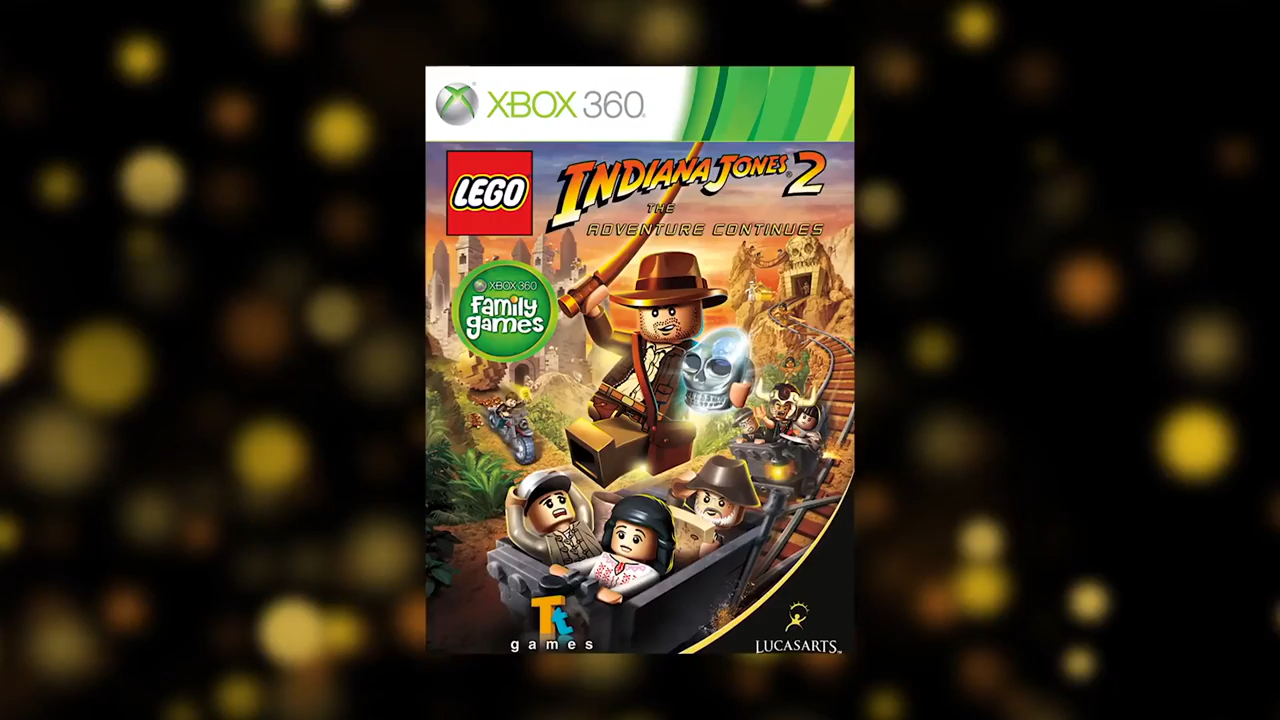 XBOX 360
LEGO
INDIANA JONES 2
THE
ADVENTURE CONTINUES
XBOX 360
family
games
Tt
games
LUCASARTS